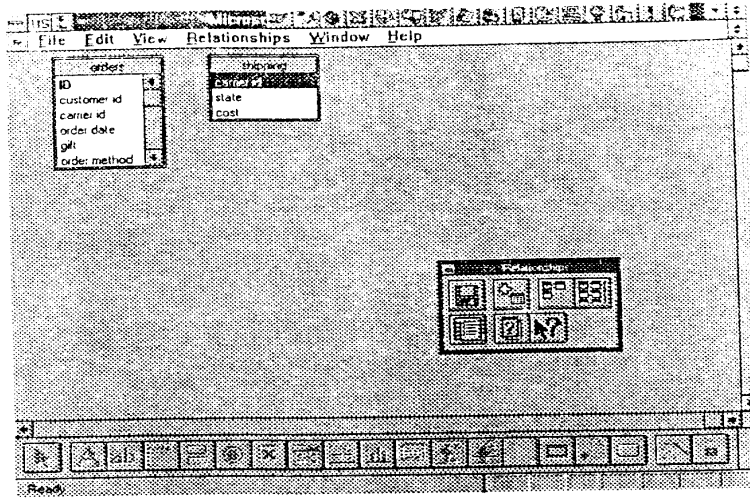 Microsoft
File Edit View Relationships Window Help
orders
ID
customer id
carrier id
order date
gift
order method
shipping
carrier id
state
cost
Relationships
Ready